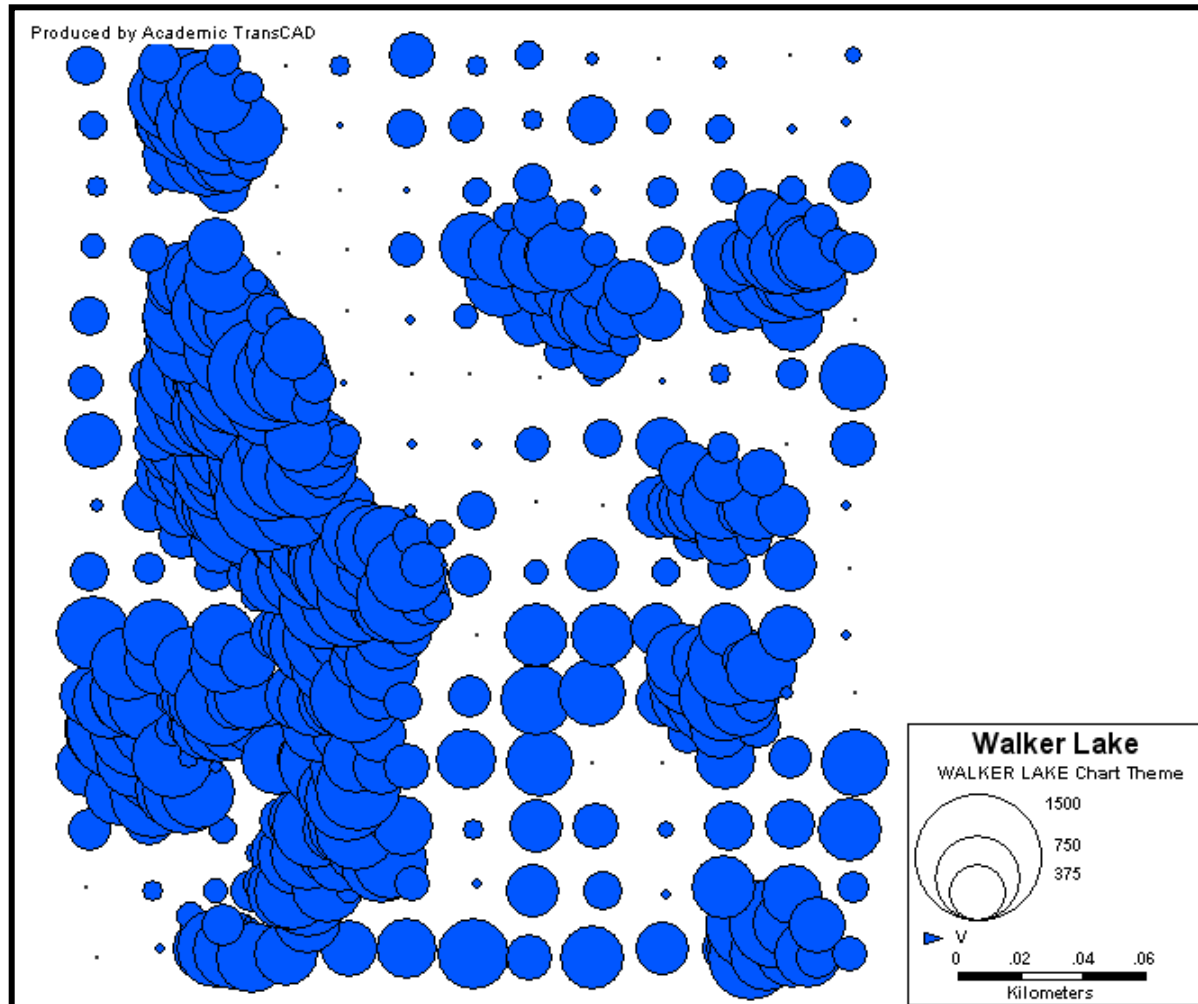 Produced by Academic TransCAD
Walker Lake
WALKER LAKE Chart Theme
1500
750
375
V
0 .02 .04 .06
Kilometers